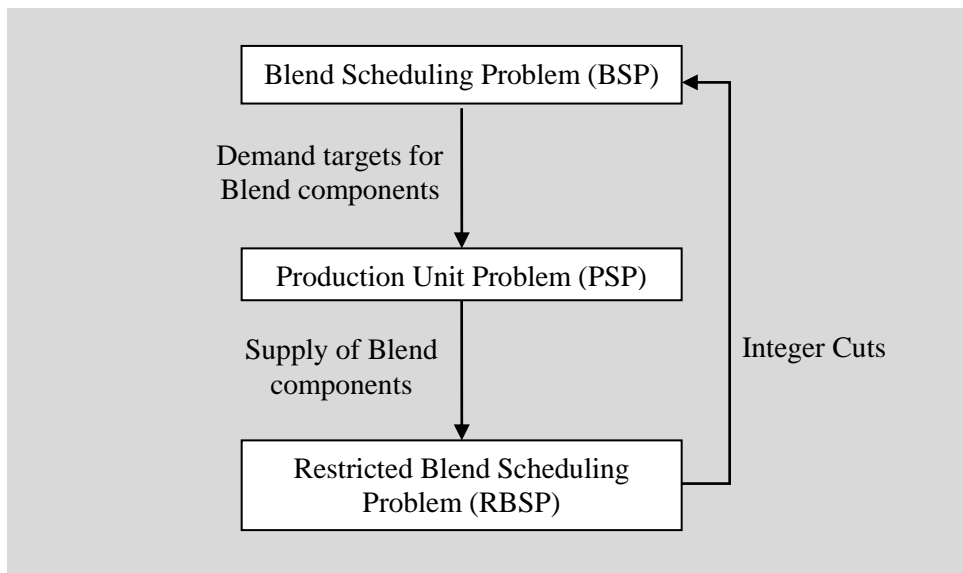 Blend Scheduling Problem (BSP)
Demand targets for
Blend components
Production Unit Problem (PSP)
Supply of Blend
components
Integer Cuts
Restricted Blend Scheduling
Problem (RBSP)